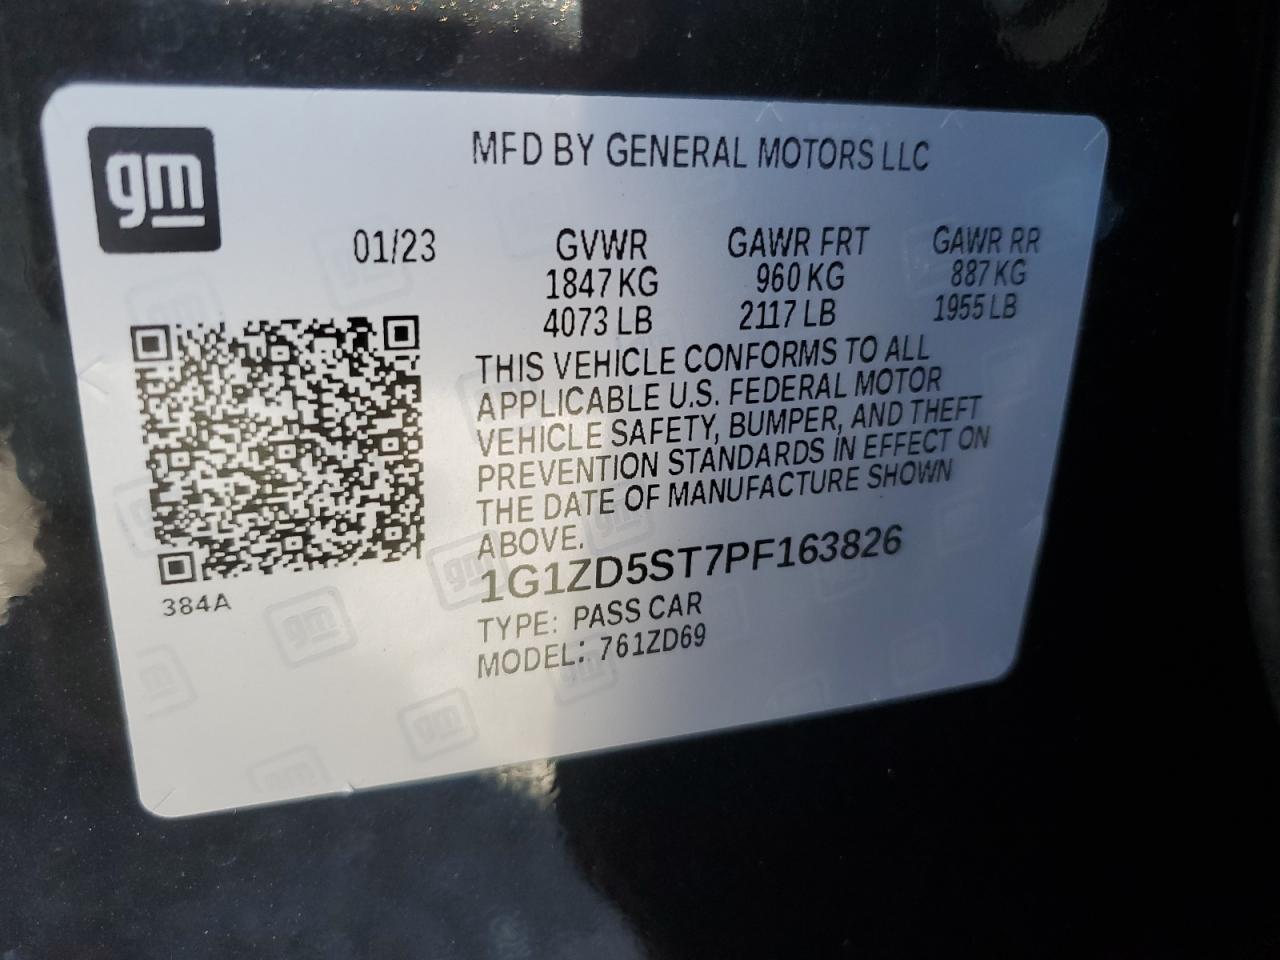 gm
MFD BY GENERAL MOTORS LLC
01/23 GVWR GAWR FRT GAWR RR
1847 KG 960 KG 887 KG
4073 LB 2117 LB 1955 LB
THIS VEHICLE CONFORMS TO ALL
APPLICABLE U.S. FEDERAL MOTOR
VEHICLE SAFETY, BUMPER, AND THEFT
PREVENTION STANDARDS IN EFFECT ON
THE DATE OF MANUFACTURE SHOWN
ABOVE.
1G1ZD5ST7PF163826
384A
TYPE: PASS CAR
MODEL: 761ZD69